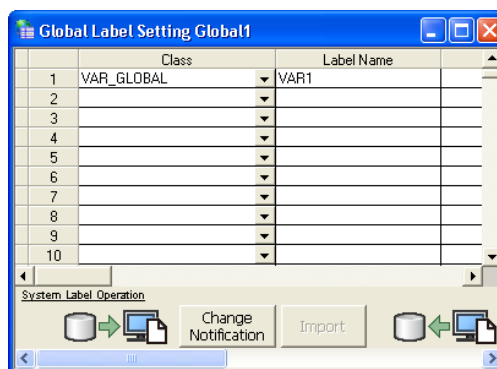 Global Label Setting Global1
Class Label Name
1 VAR_GLOBAL VAR1
2
3
4
5
6
7
8
9
10
System Label Operation
Change Notification Import